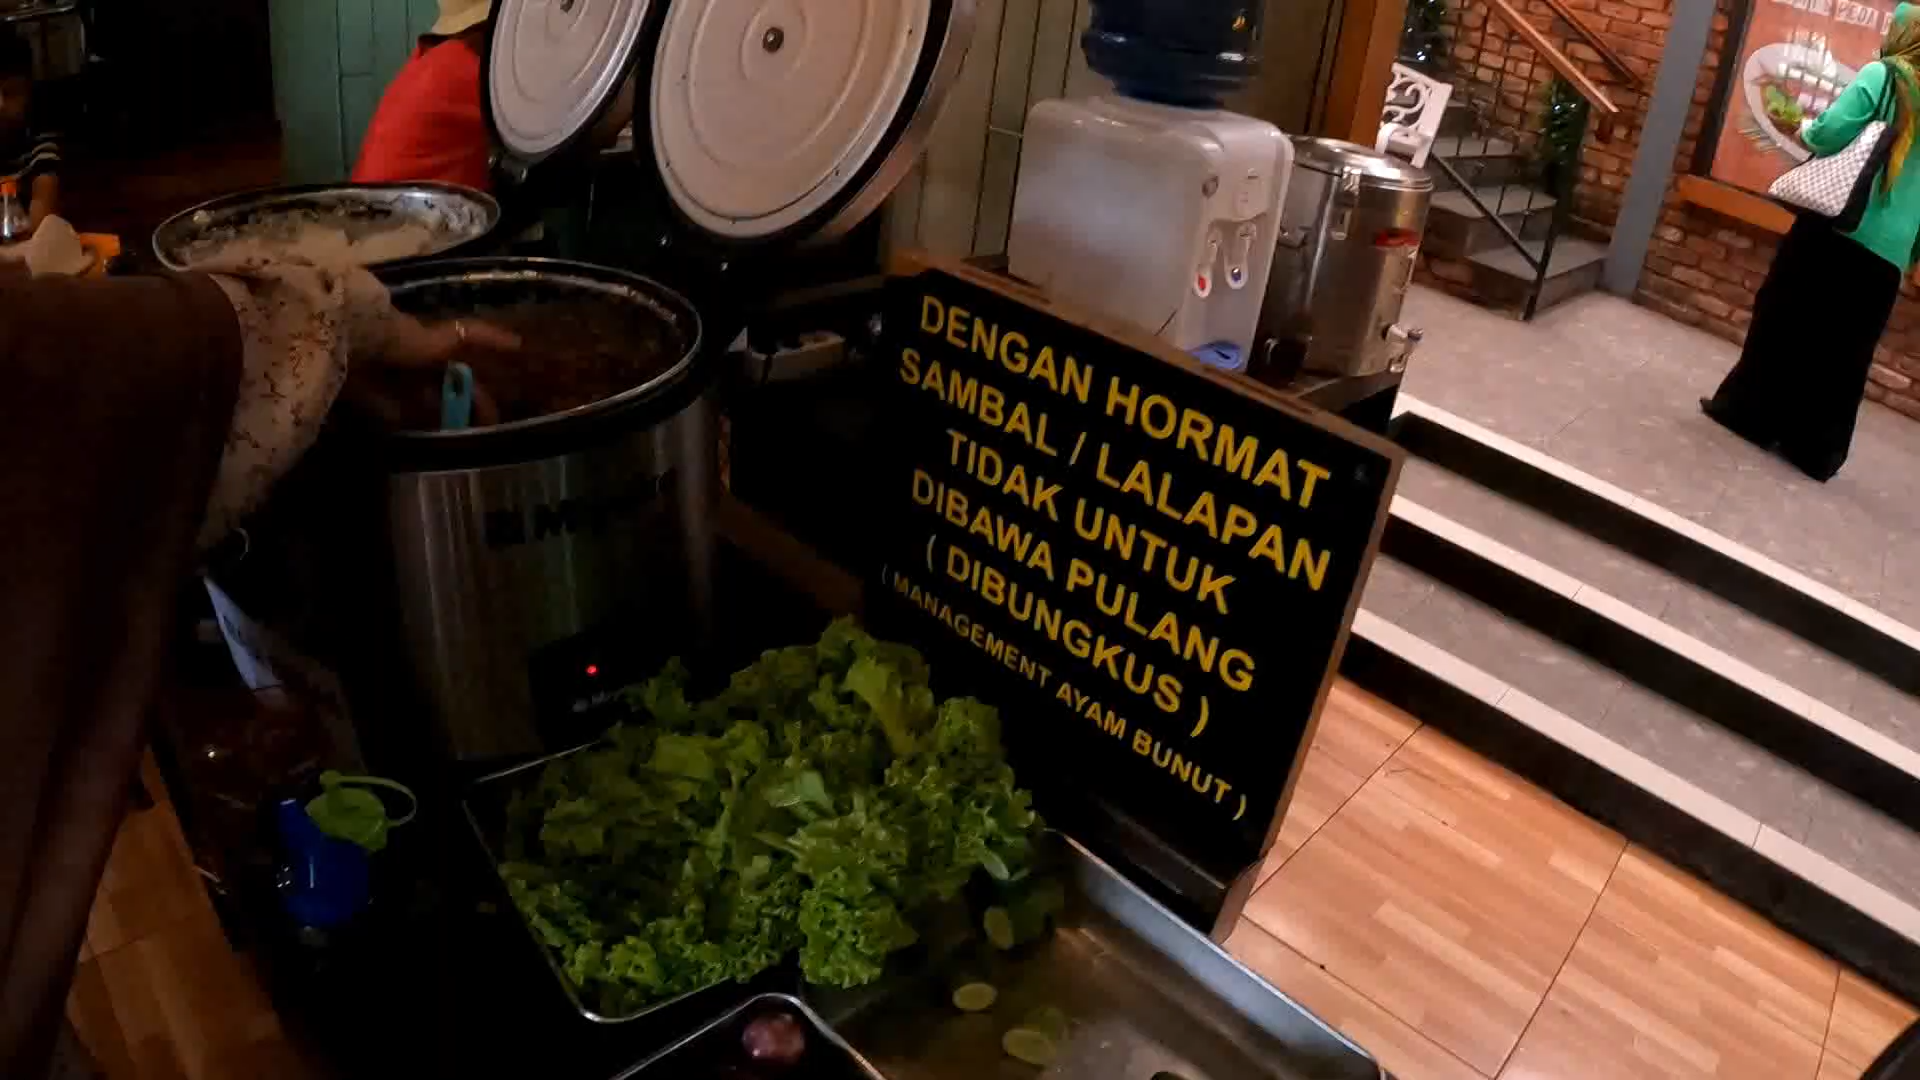 DENGAN HORMAT
SAMBAL / LALAPAN
TIDAK UNTUK
DIBAWA PULANG
( DIBUNGKUS )
( MANAGEMENT AYAM BUNUT )